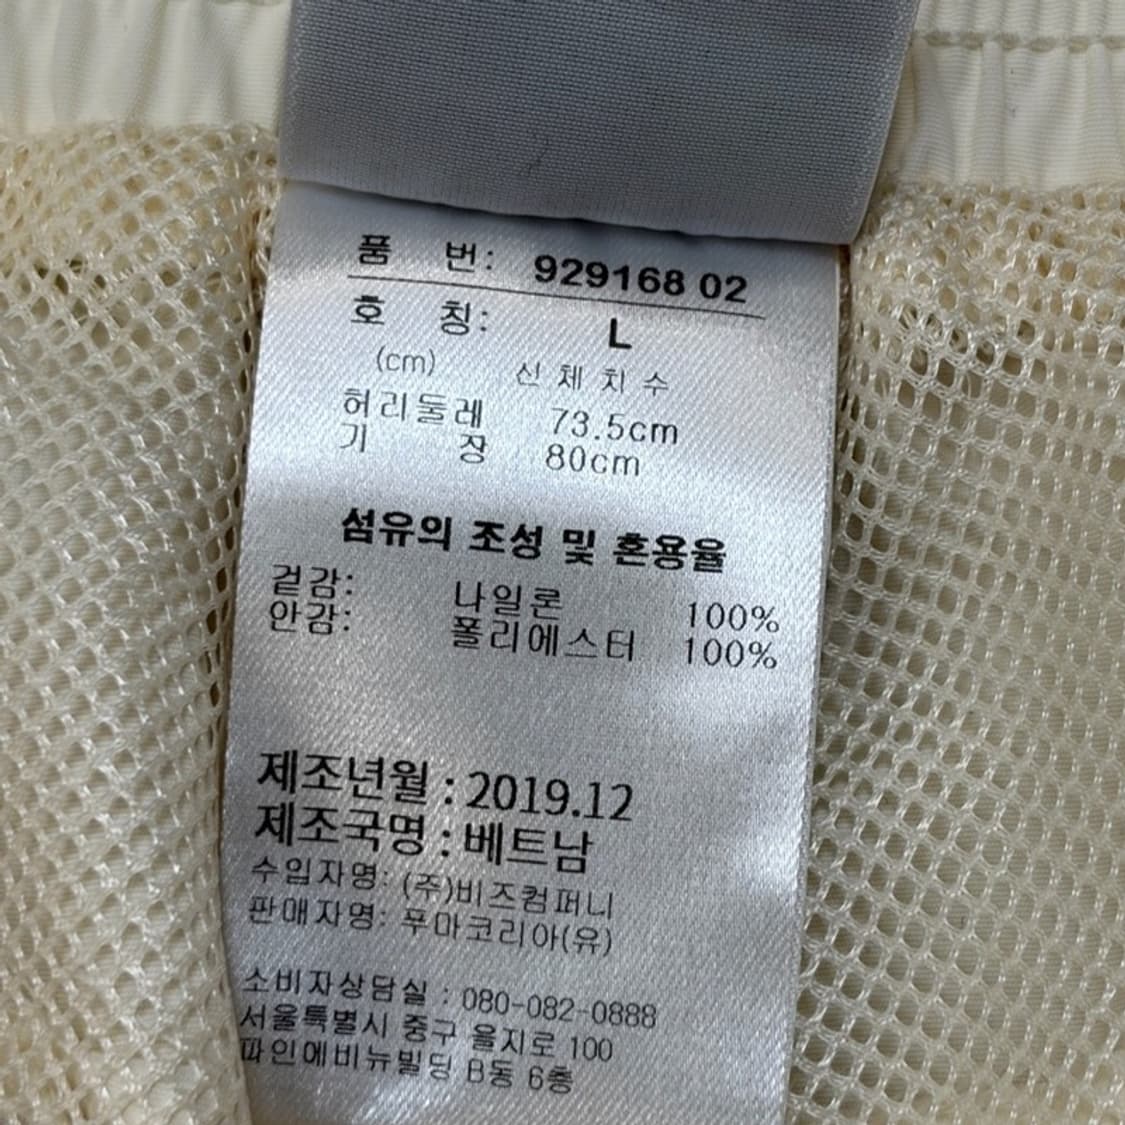 품 번: 929168 02
호 칭: L
(cm) 신 체 치 수
허리둘레 73.5cm
기 장 80cm
섬유의 조성 및 혼용율
겉감: 나일론 100%
안감: 폴리에스터 100%
제조년월 : 2019.12
제조국명 : 베트남
수입자명: (주)비즈컴퍼니
판매자명: 푸마코리아(유)
소비자상담실 : 080-082-0888
서울특별시 중구 을지로 100
파인에비뉴빌딩 B동 6층